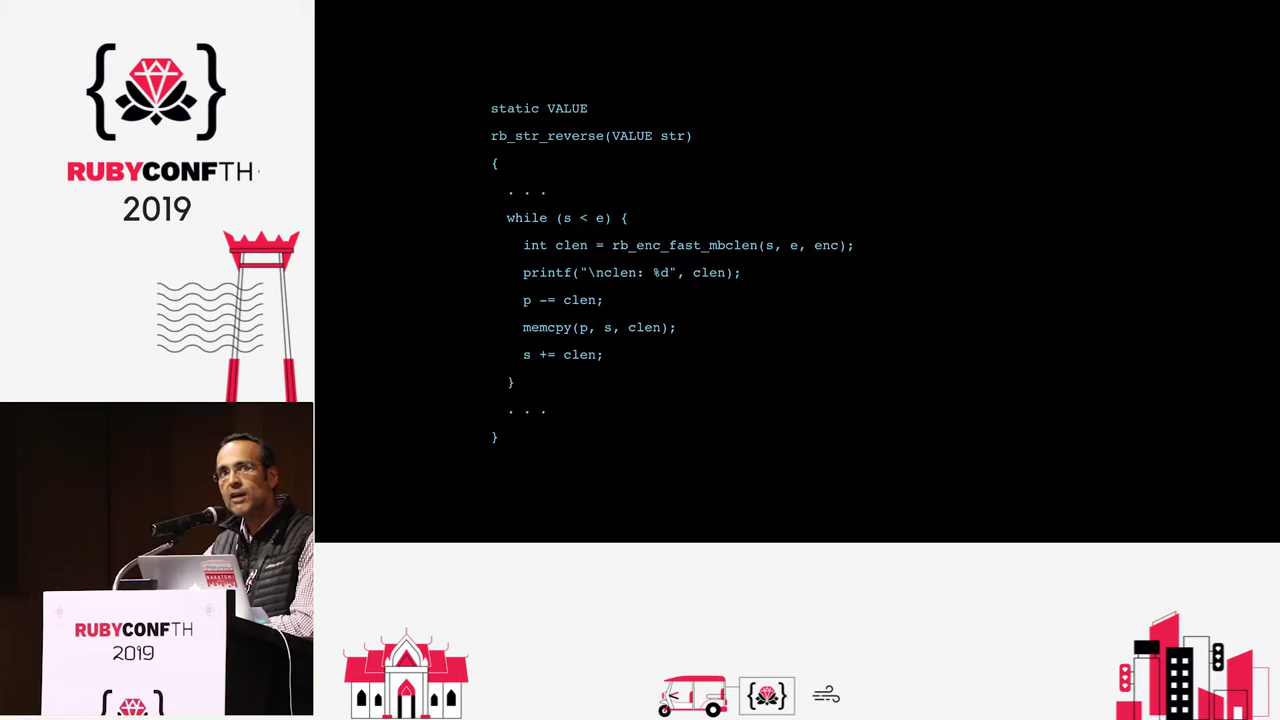 RUBYCONFTH
2019
static VALUE
rb_str_reverse(VALUE str)
{
. . .
while (s < e) {
int clen = rb_enc_fast_mbclen(s, e, enc);
printf("\nclen: %d", clen);
p -= clen;
memcpy(p, s, clen);
s += clen;
}
. . .
}
NAKATOMI
RUBYCONFTH
2019